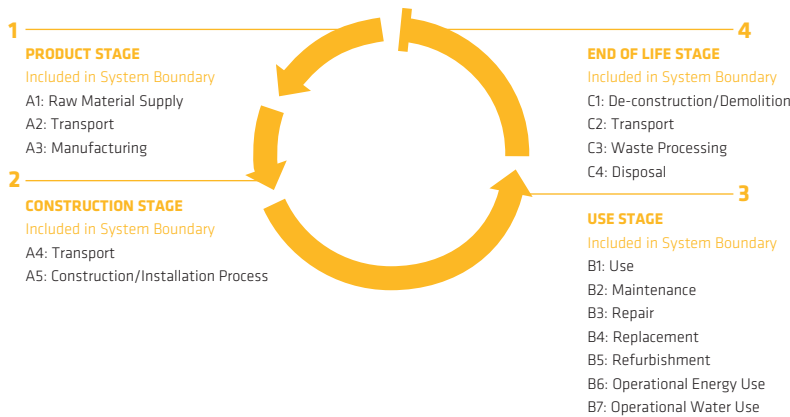 1
PRODUCT STAGE
Included in System Boundary
A1: Raw Material Supply
A2: Transport
A3: Manufacturing
2
CONSTRUCTION STAGE
Included in System Boundary
A4: Transport
A5: Construction/Installation Process
4
END OF LIFE STAGE
Included in System Boundary
C1: De-construction/Demolition
C2: Transport
C3: Waste Processing
C4: Disposal
3
USE STAGE
Included in System Boundary
B1: Use
B2: Maintenance
B3: Repair
B4: Replacement
B5: Refurbishment
B6: Operational Energy Use
B7: Operational Water Use